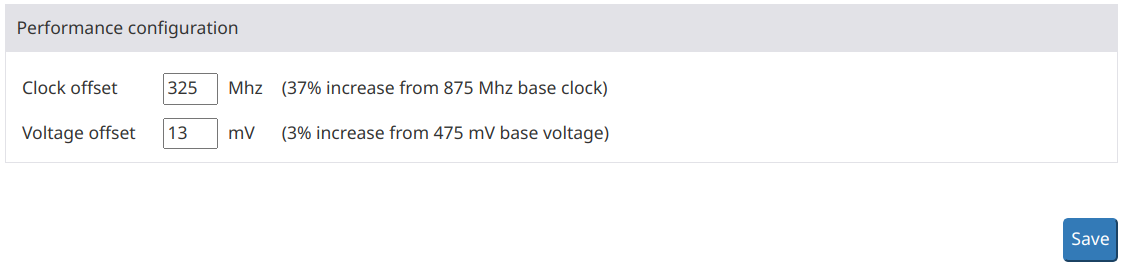 Performance configuration
Clock offset 325 Mhz (37% increase from 875 Mhz base clock)
Voltage offset 13 mV (3% increase from 475 mV base voltage)
Save